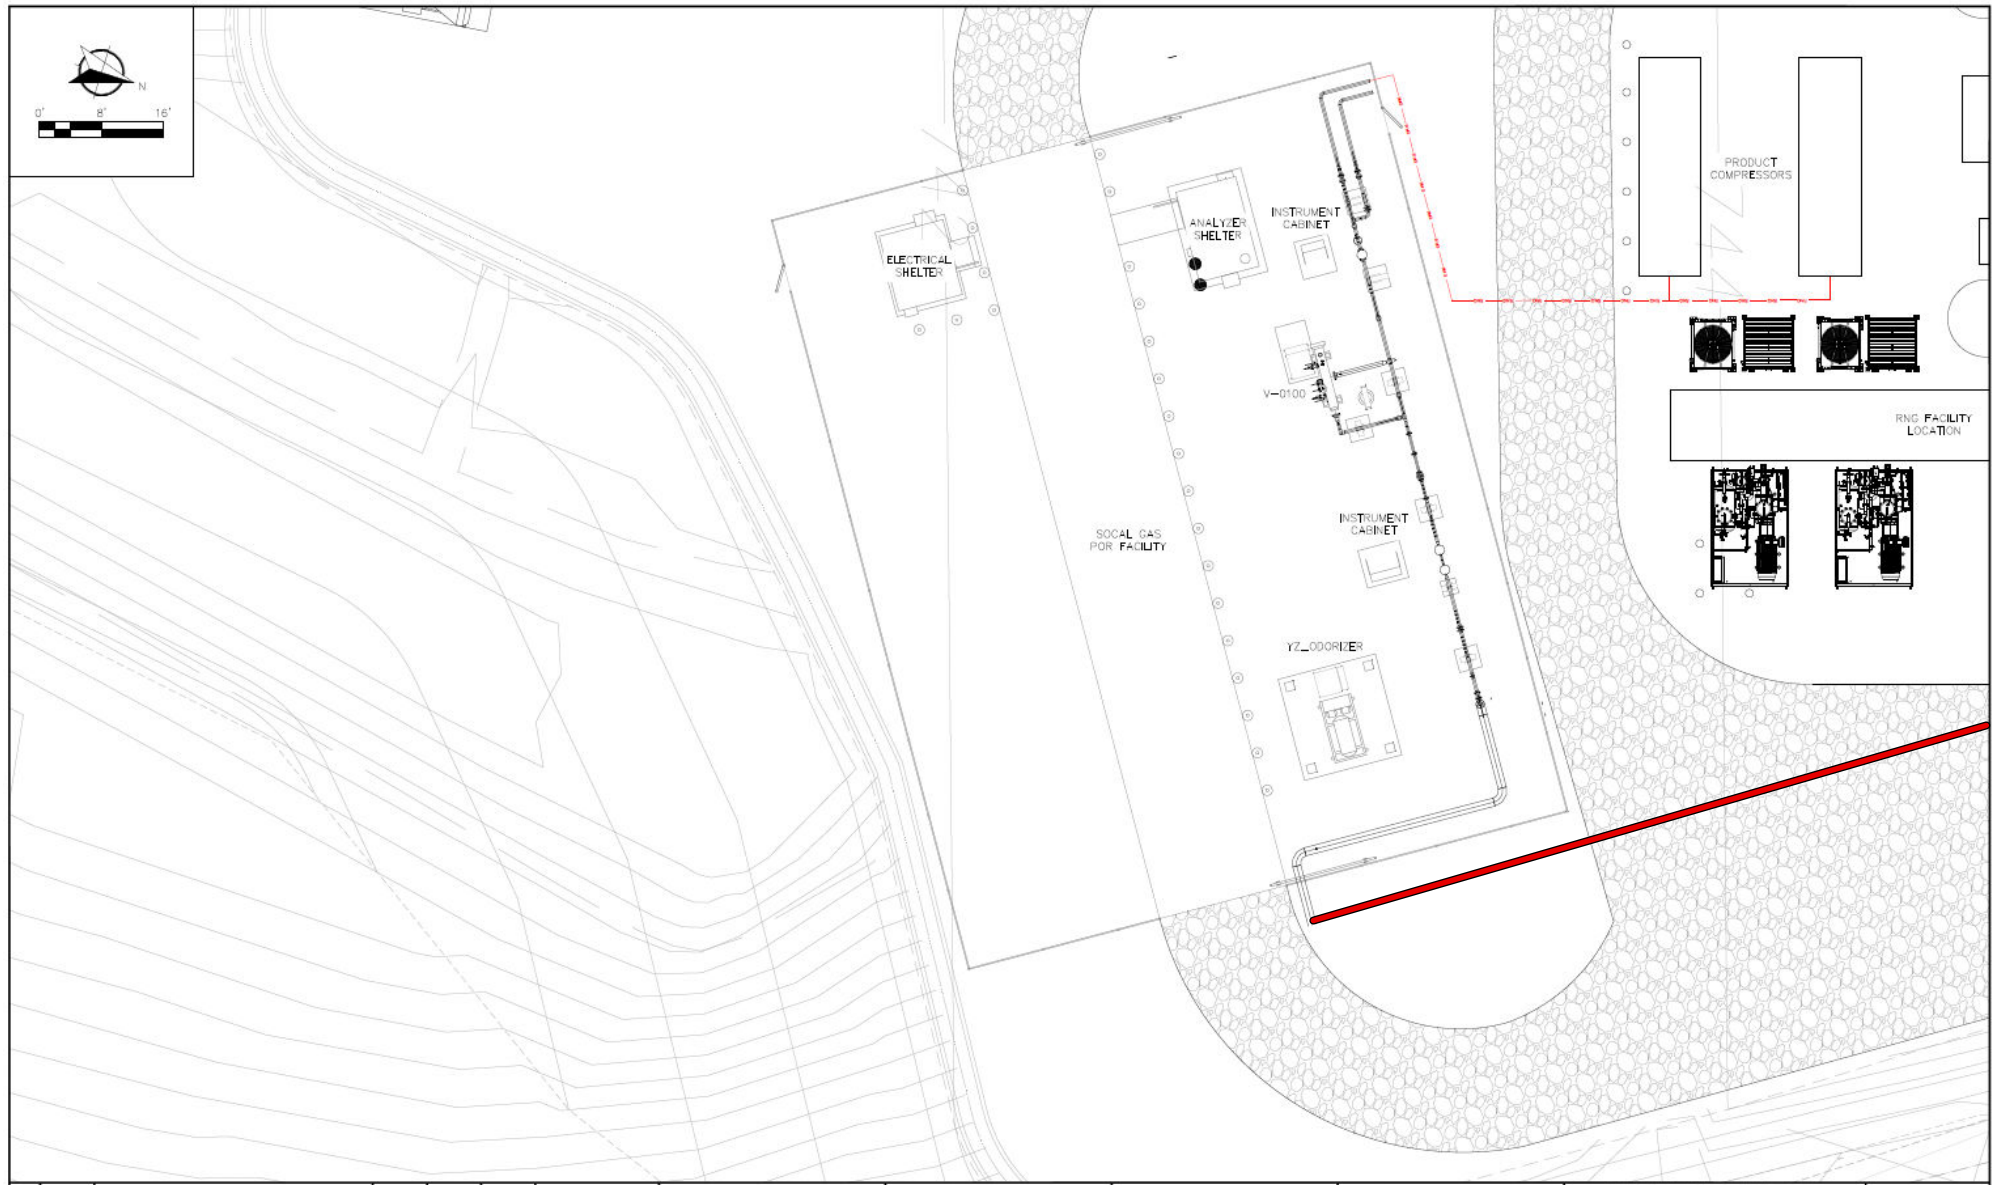 N
0' 8' 16'
PRODUCT
COMPRESSORS
INSTRUMENT
CABINET
ANALYZER
SHELTER
ELECTRICAL
SHELTER
V-0100
RNG FACILITY
LOCATION
INSTRUMENT
CABINET
SOCAL GAS
POR FACILITY
YZ_ODORIZER